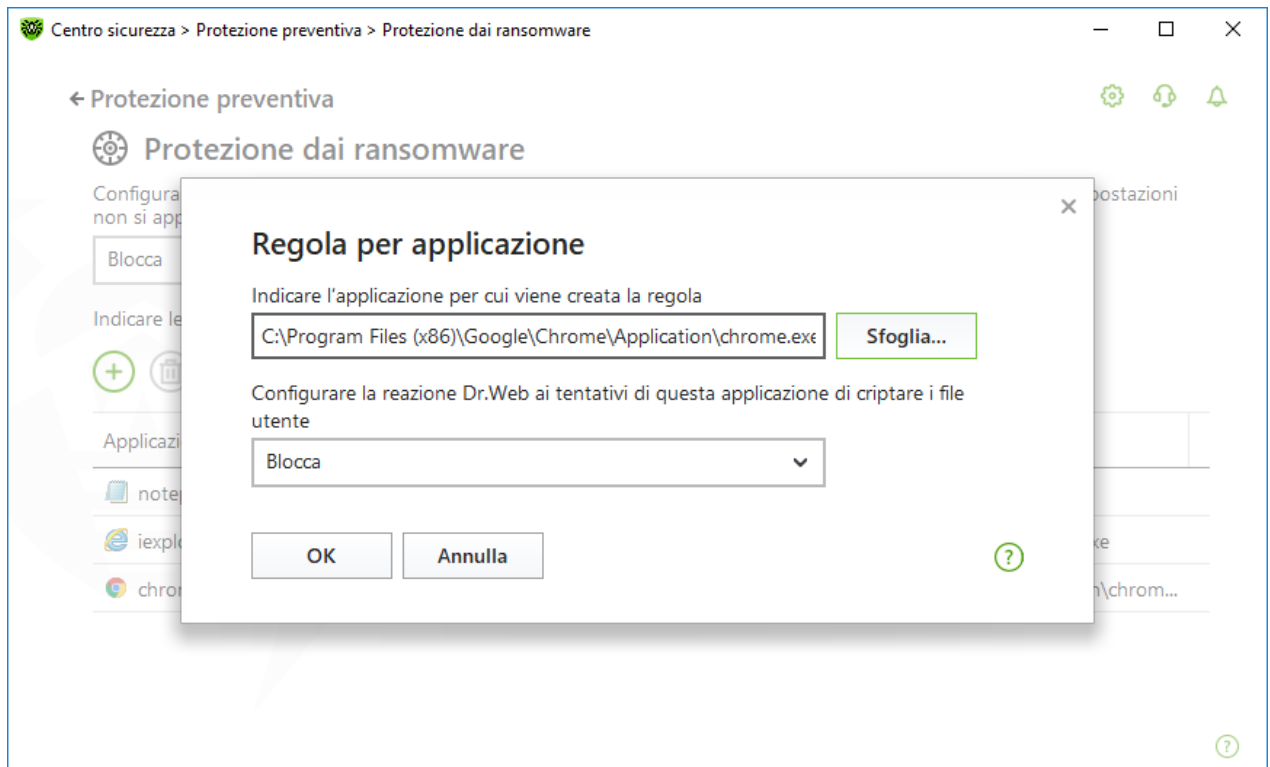 Centro sicurezza > Protezione preventiva > Protezione dai ransomware
Protezione preventiva
Protezione dai ransomware
Configura
non si app
postazioni
Blocca
Indicare le
Applicazi
notep
iexplo
xe
chror
n\chrom...
Regola per applicazione
Indicare l'applicazione per cui viene creata la regola
C:\Program Files (x86)\Google\Chrome\Application\chrome.exe
Sfoglia...
Configurare la reazione Dr.Web ai tentativi di questa applicazione di criptare i file
utente
Blocca
OK Annulla